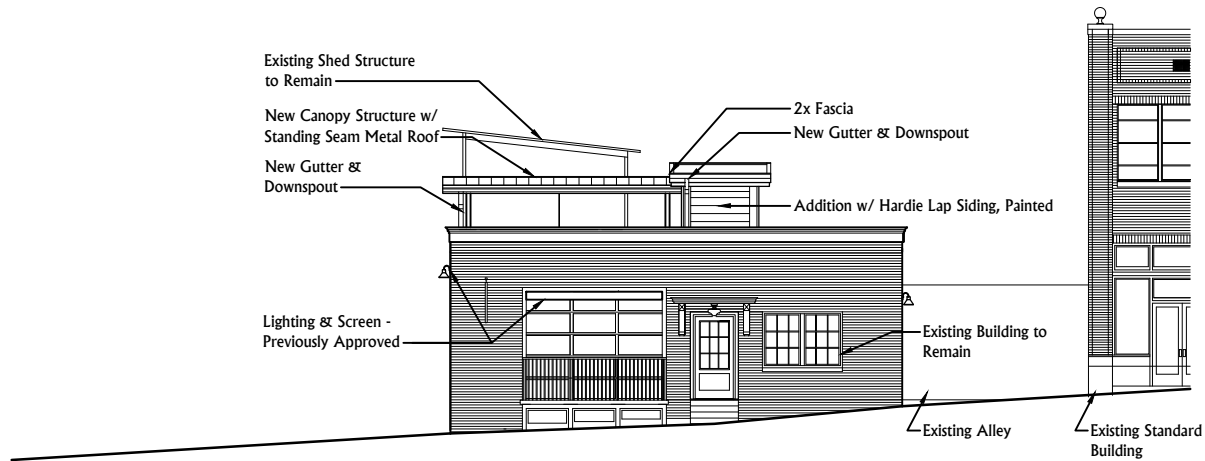 Existing Shed Structure
to Remain
New Canopy Structure w/
Standing Seam Metal Roof
New Gutter &
Downspout
2x Fascia
New Gutter & Downspout
Addition w/ Hardie Lap Siding, Painted
Lighting & Screen -
Previously Approved
Existing Building to
Remain
Existing Alley
Existing Standard
Building